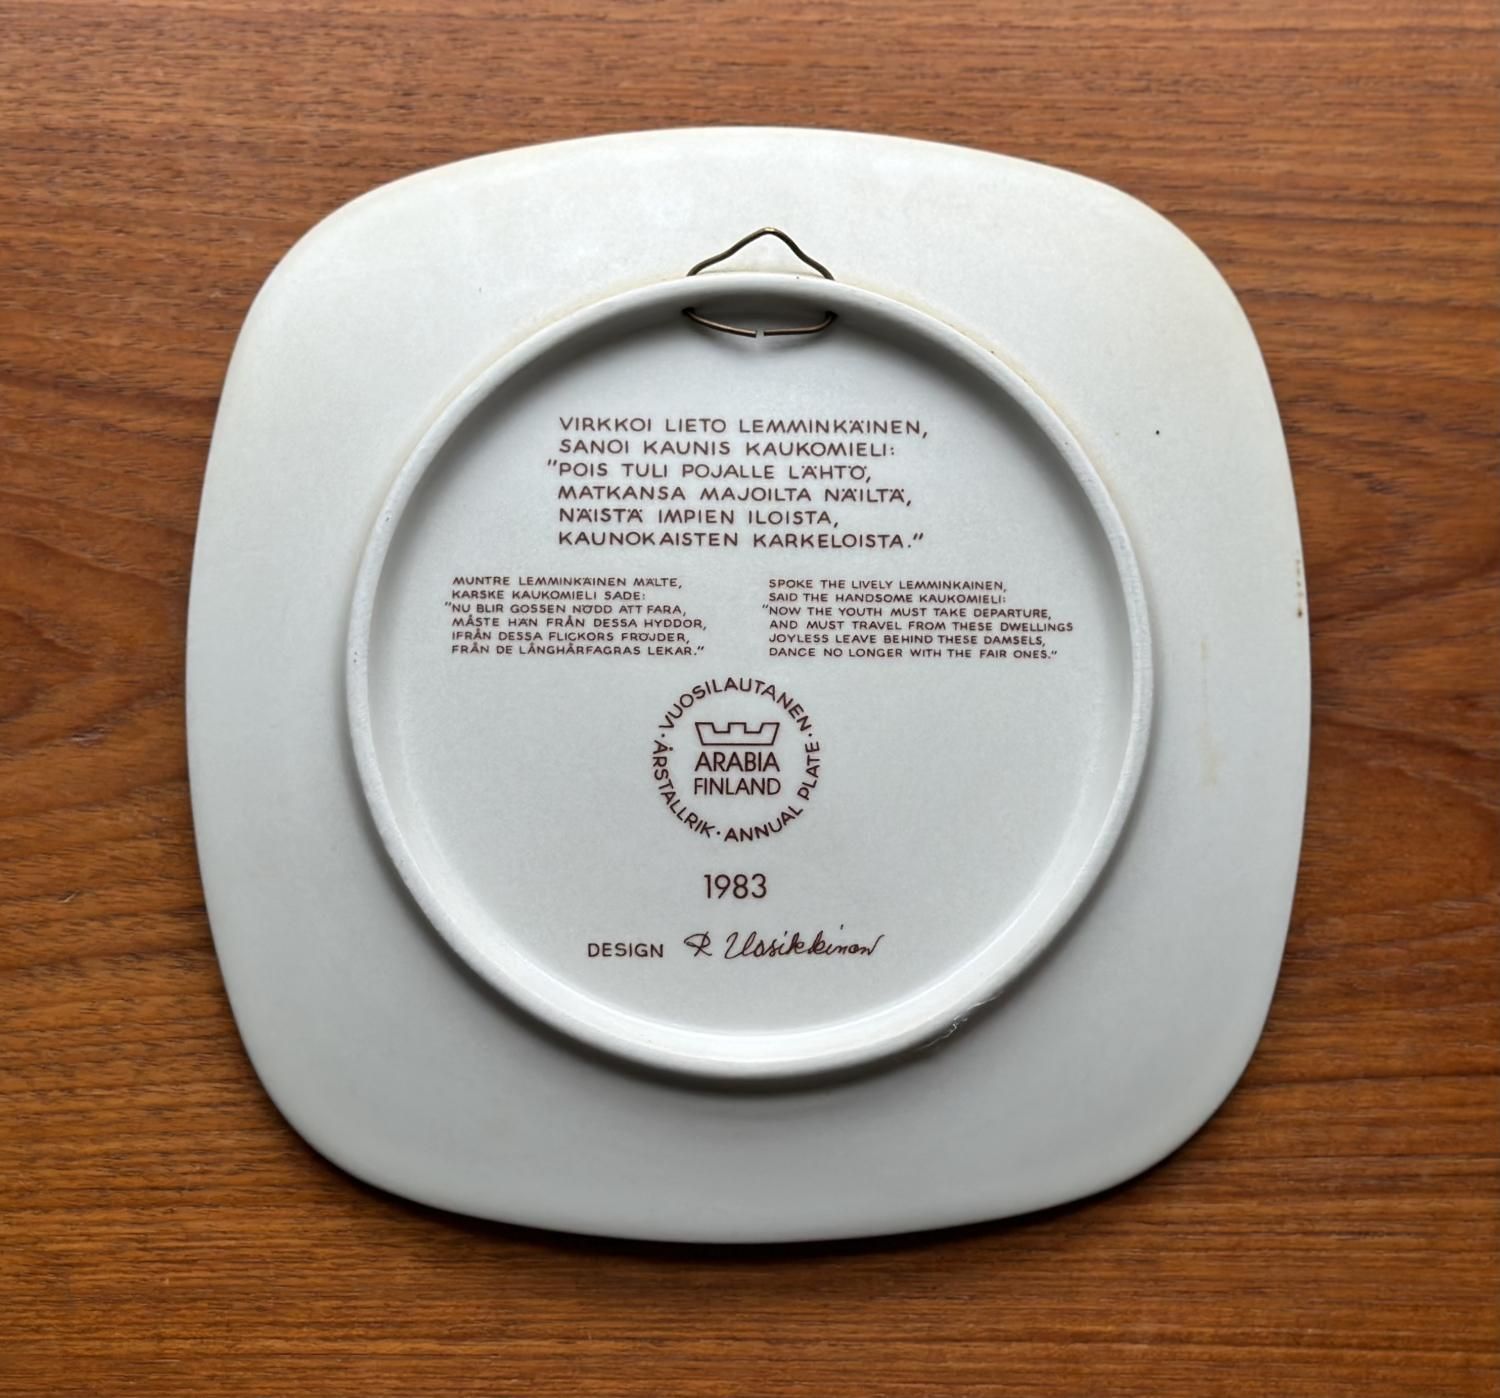 VIRKKOI LIETO LEMMINKÄINEN,
SANOI KAUNIS KAUKOMIELI:
"POIS TULI POJALLE LÄHTÖ,
MATKANSA MAJOILTA NÄILTÄ,
NÄISTÄ IMPIEN ILOISTA,
KAUNOKAISTEN KARKELOISTA."
MUNTRE LEMMINKÄINEN MÄLTE,
KARSKE KAUKOMIELI SADE:
"NU BLIR GOSSEN NÖDD ATT FARA,
MÅSTE HÄN FRÅN DESSA HYDDOR,
IFRÅN DESSA FLICKORS FRÖJDER,
FRÅN DE LÅNGHÅRFAGRAS LEKAR."
SPOKE THE LIVELY LEMMINKAINEN,
SAID THE HANDSOME KAUKOMIELI:
"NOW THE YOUTH MUST TAKE DEPARTURE,
AND MUST TRAVEL FROM THESE DWELLINGS
JOYLESS LEAVE BEHIND THESE DAMSELS,
DANCE NO LONGER WITH THE FAIR ONES."
· VUOSILAUTANEN · ANNUAL PLATE · ÅRSTALLRIK
ARABIA
FINLAND
1983
DESIGN R Uosikkinen